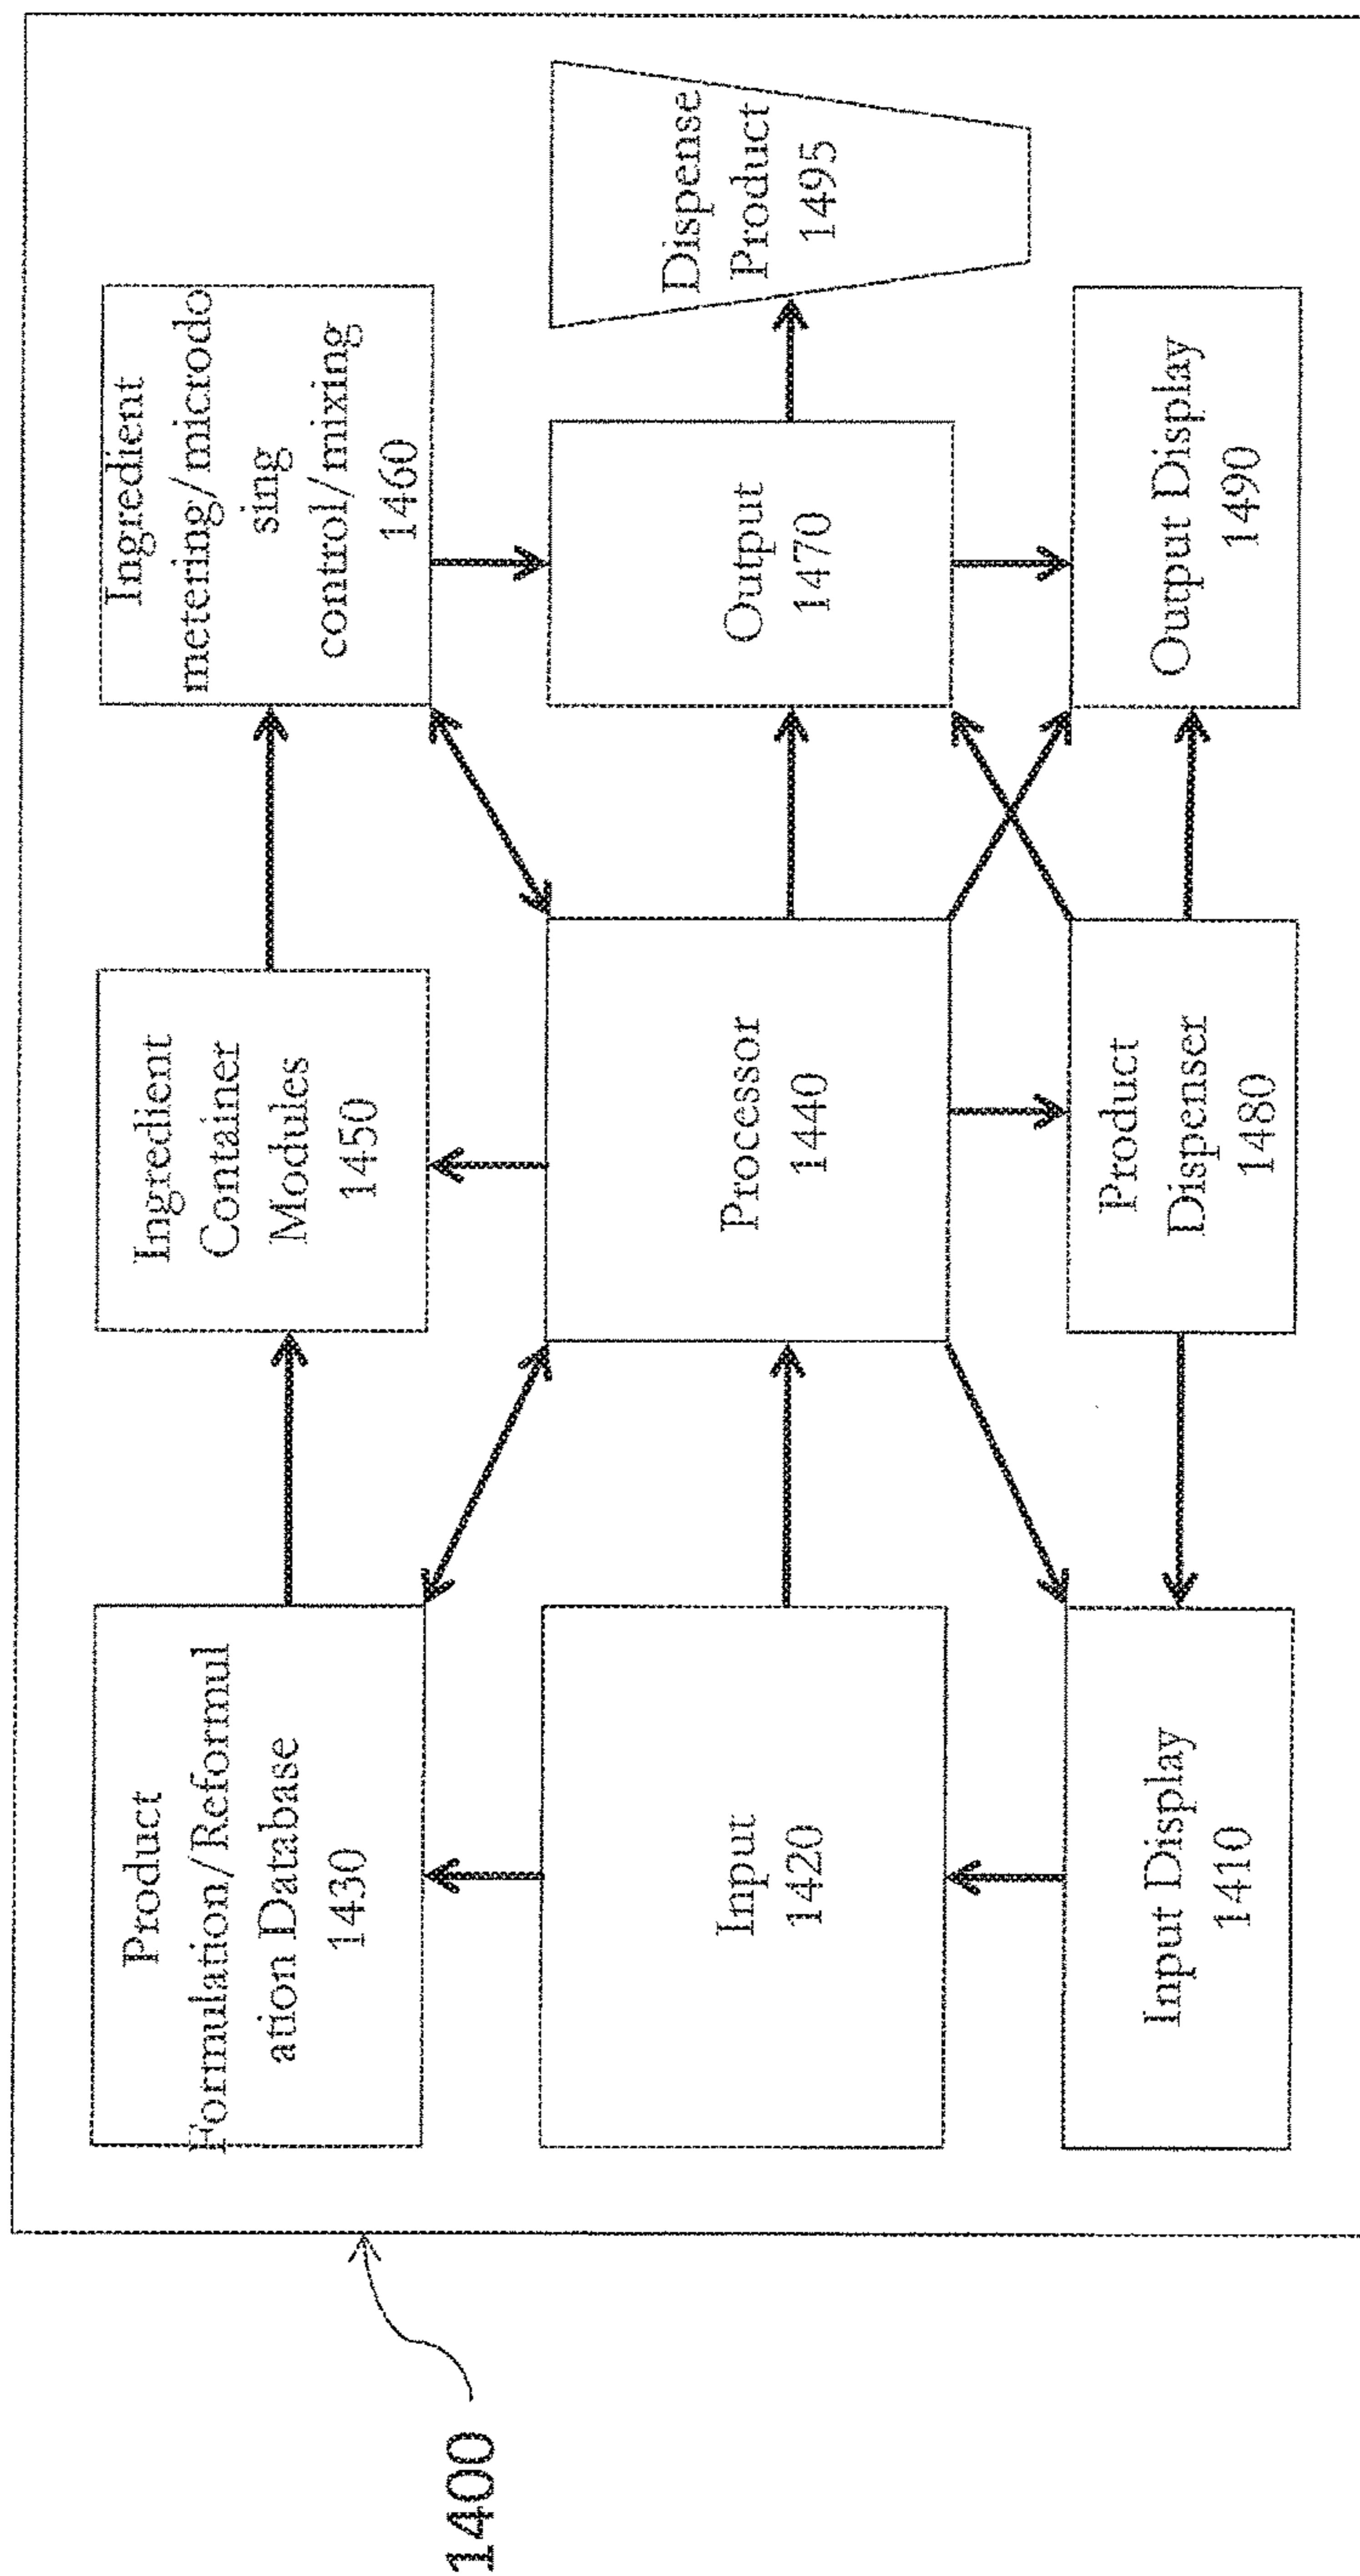 1400
Product
Formulation/Reformul
ation Database
1430
Ingredient
Container
Modules
1450
Ingredient
metering/microdo
sing
control/mixing
1460
Input
1420
Processor
1440
Output
1470
Dispense
Product
1495
Input Display
1410
Product
Dispenser
1480
Output Display
1490